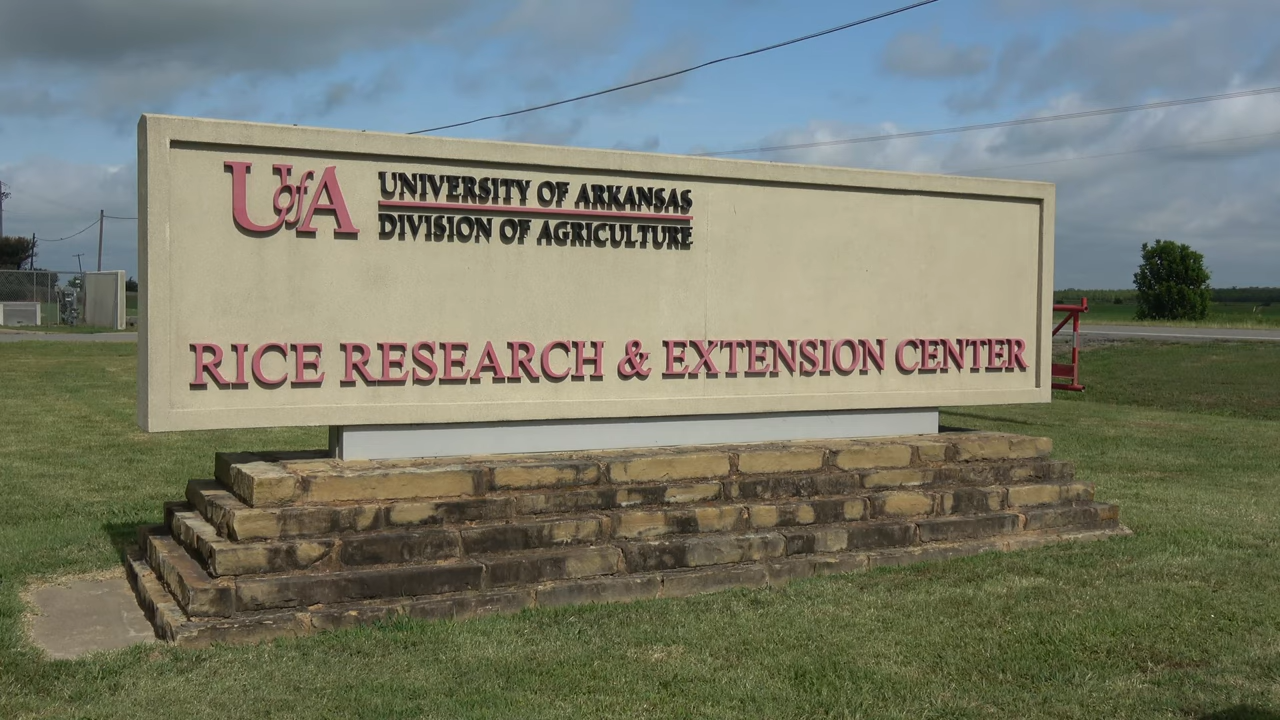 UofA
UNIVERSITY OF ARKANSAS
DIVISION OF AGRICULTURE
RICE RESEARCH & EXTENSION CENTER